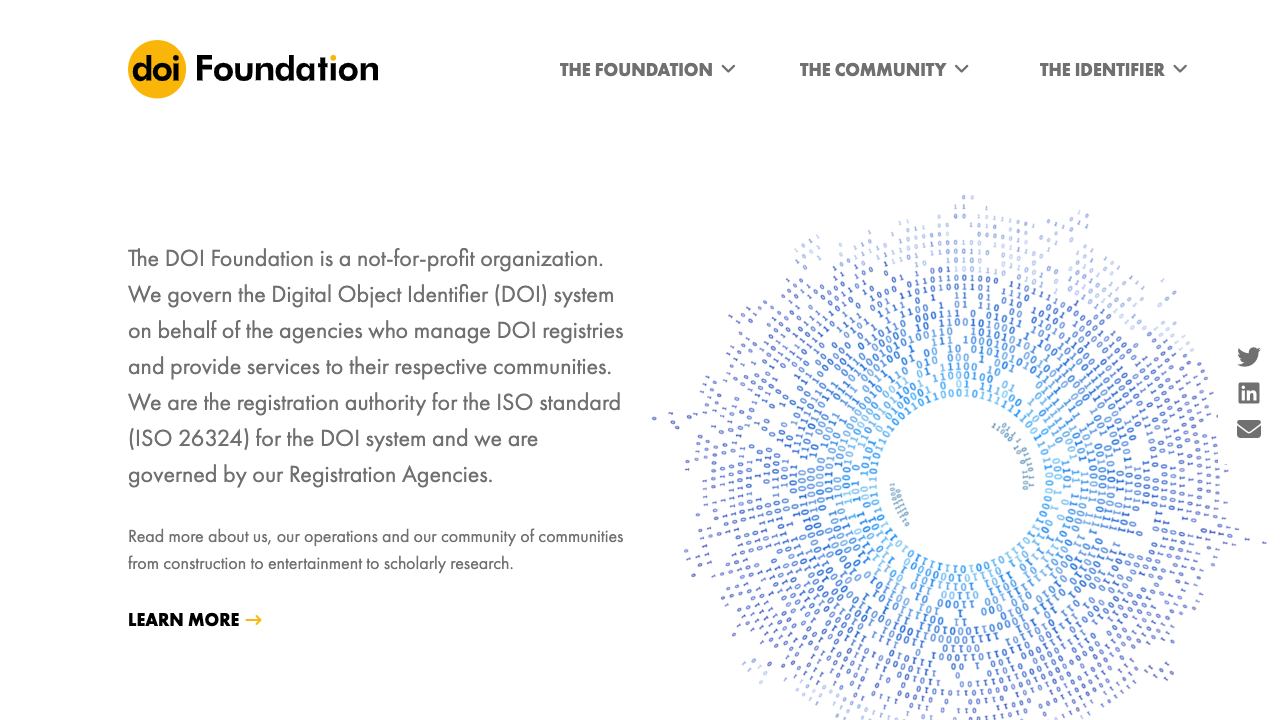 doi Foundation
THE FOUNDATION
THE COMMUNITY
THE IDENTIFIER
The DOI Foundation is a not-for-profit organization.
We govern the Digital Object Identifier (DOI) system
on behalf of the agencies who manage DOI registries
and provide services to their respective communities.
We are the registration authority for the ISO standard
(ISO 26324) for the DOI system and we are
governed by our Registration Agencies.
Read more about us, our operations and our community of communities
from construction to entertainment to scholarly research.
LEARN MORE →